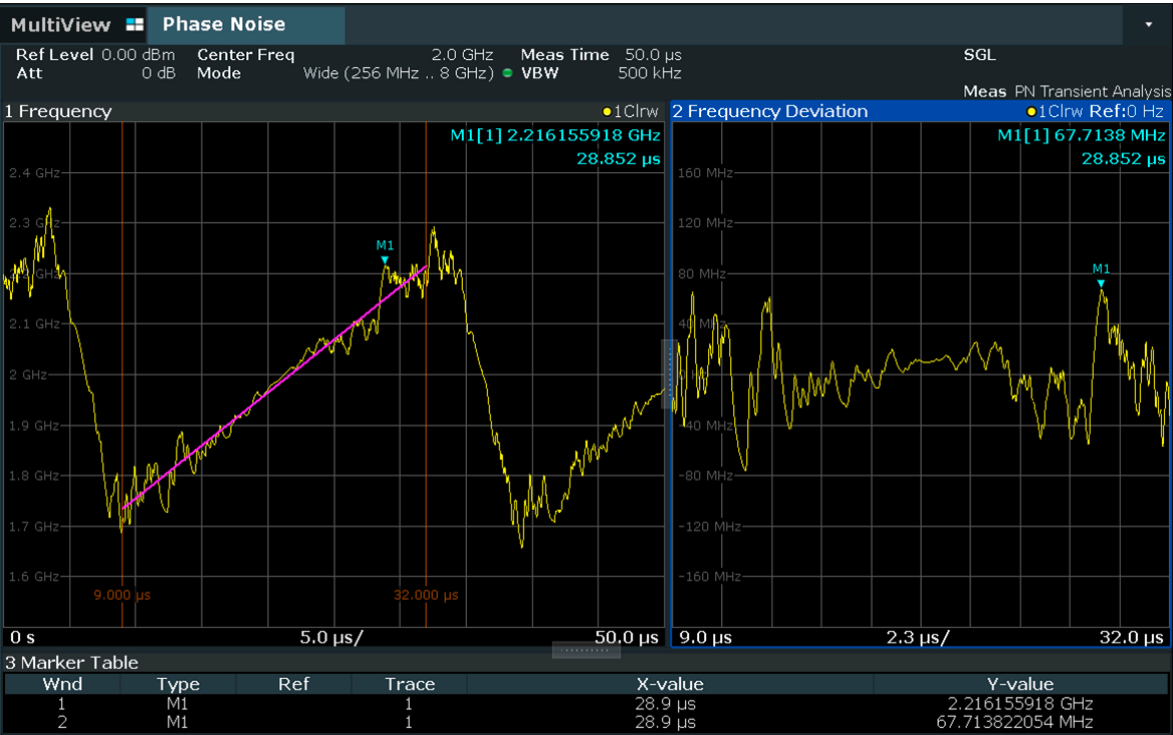 MultiView Phase Noise
Ref Level 0.00 dBm Center Freq 2.0 GHz Meas Time 50.0 µs SGL
Att 0 dB Mode Wide (256 MHz .. 8 GHz) VBW 500 kHz
Meas PN Transient Analysis
1 Frequency 1Clrw
M1[1] 2.216155918 GHz
28.852 µs
2.4 GHz
2.3 GHz
2.2 GHz
2.1 GHz
2 GHz
1.9 GHz
1.8 GHz
1.7 GHz
1.6 GHz
M1
9.000 µs 32.000 µs
0 s 5.0 µs/ 50.0 µs
2 Frequency Deviation 1Clrw Ref:0 Hz
M1[1] 67.7138 MHz
28.852 µs
160 MHz
120 MHz
80 MHz
40 MHz
-40 MHz
-80 MHz
-120 MHz
-160 MHz
M1
9.0 µs 2.3 µs/ 32.0 µs
3 Marker Table
Wnd Type Ref Trace X-value Y-value
1 M1 1 28.9 µs 2.216155918 GHz
2 M1 1 28.9 µs 67.713822054 MHz